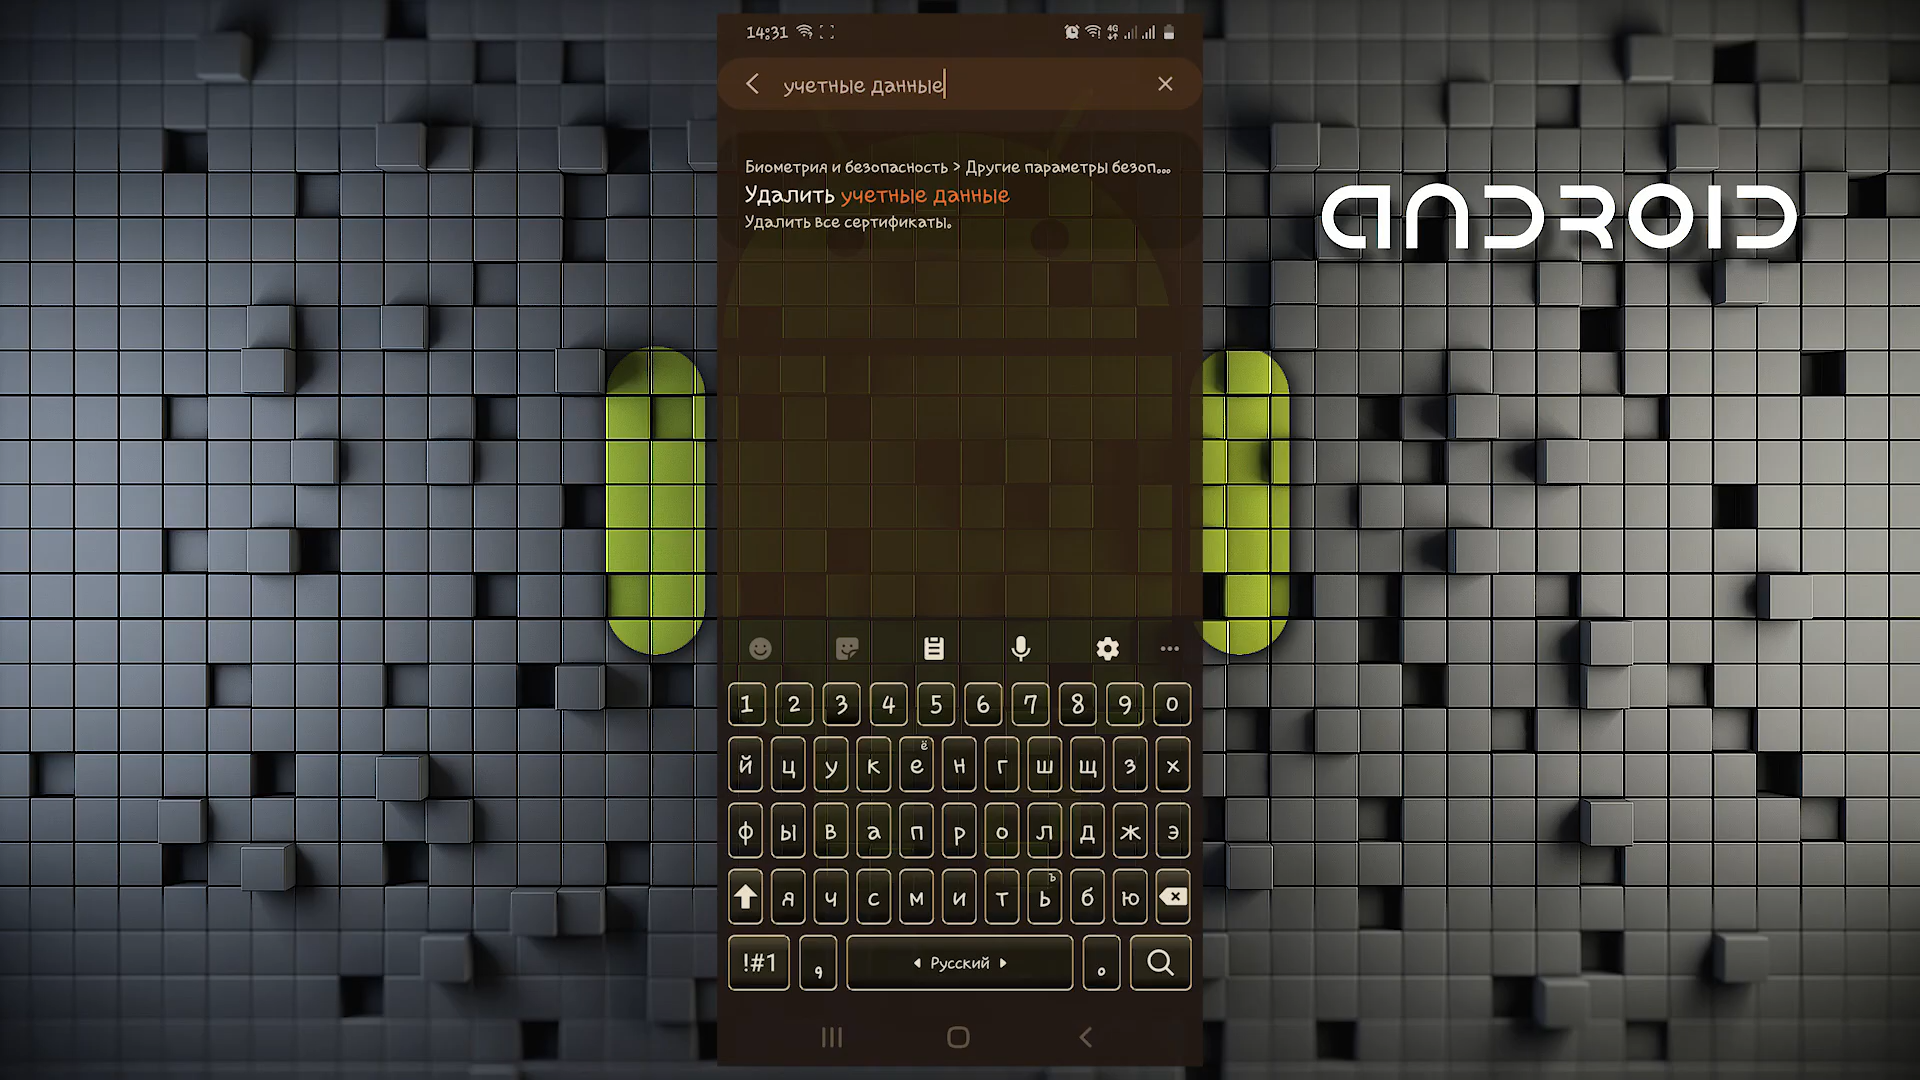 14:31
4G
учетные данные
Биометрия и безопасность > Другие параметры безоп...
Удалить учетные данные
Удалить все сертификаты.
ANDROID
1 2 3 4 5 6 7 8 9 0
й ц у к е ё н г ш щ з х
ф ы в а п р о л д ж э
я ч с м и т ь ъ б ю
!#1 , Русский .